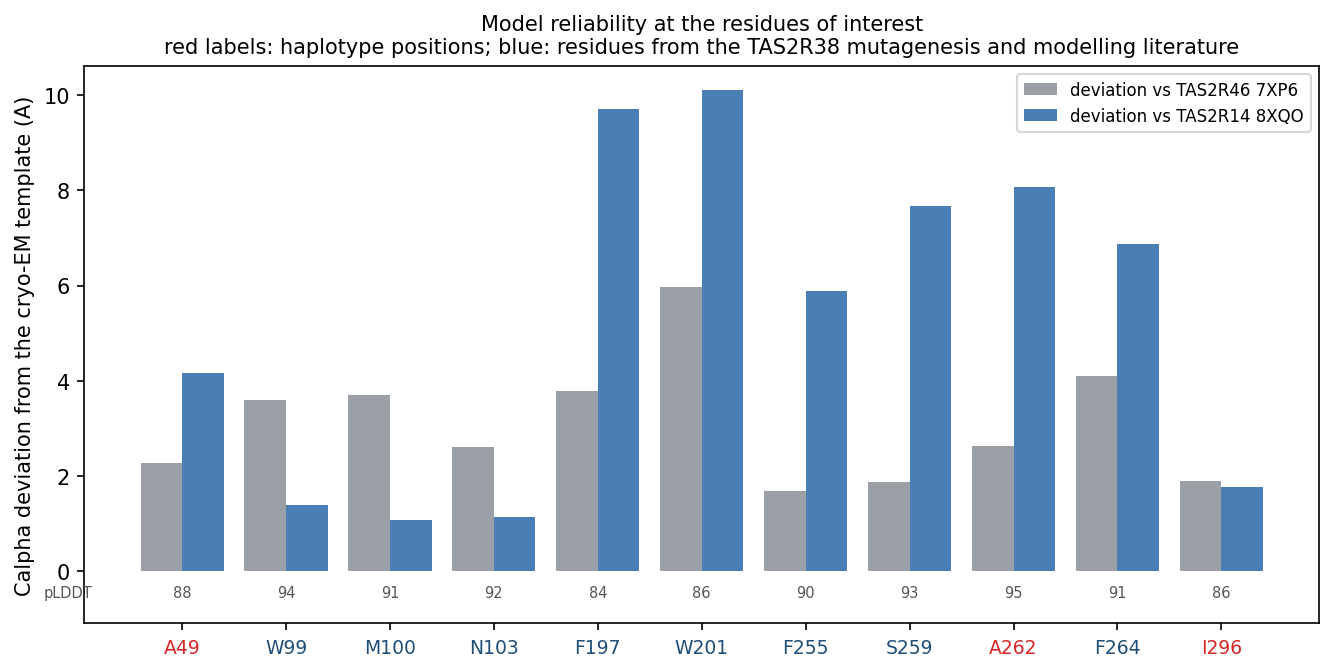 Model reliability at the residues of interest
red labels: haplotype positions; blue: residues from the TAS2R38 mutagenesis and modelling literature
deviation vs TAS2R46 7XP6
deviation vs TAS2R14 8XQO
Calpha deviation from the cryo-EM template (A)
10
8
6
4
2
0
pLDDT 88 94 91 92 84 86 90 93 95 91 86
A49 W99 M100 N103 F197 W201 F255 S259 A262 F264 I296